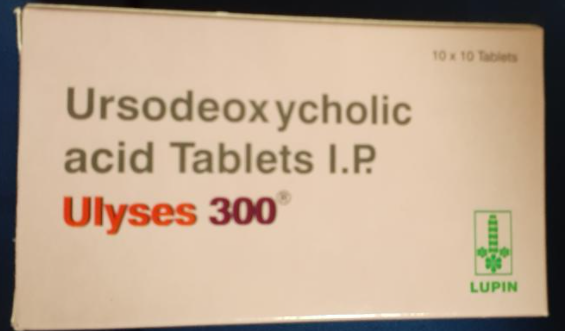 10 x 10 Tablets
Ursodeoxycholic
acid Tablets I.P.
Ulyses 300®
LUPIN